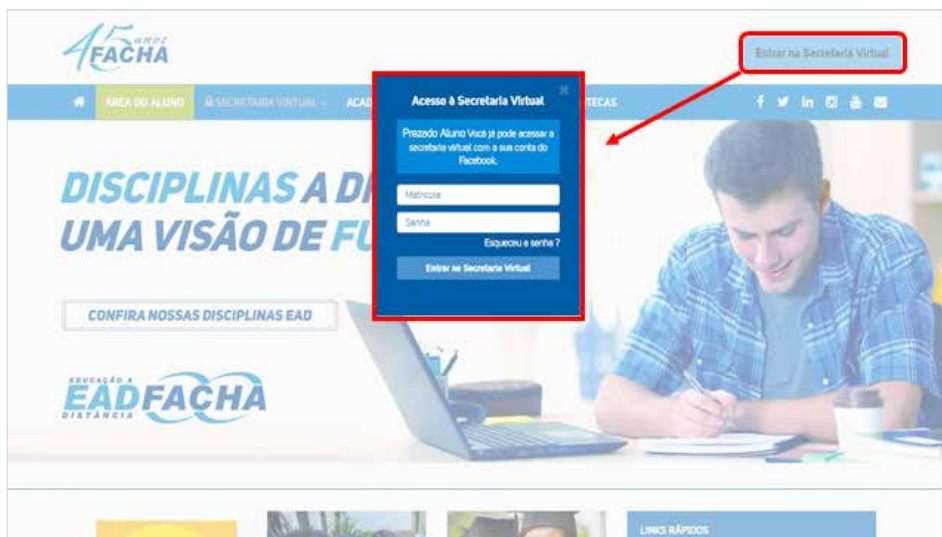 45 anos
FACHA
Entrar na Secretaria Virtual
ÁREA DO ALUNO
SECRETARIA VIRTUAL
ACAD
TECAS
Acesso à Secretaria Virtual
Prezado Aluno Você já pode acessar a
secretaria virtual com a sua conta do
Facebook.
Matricula
Senha
Esqueceu a senha ?
Entrar na Secretaria Virtual
DISCIPLINAS A DI
UMA VISÃO DE FU
CONFIRA NOSSAS DISCIPLINAS EAD
EDUCAÇÃO A
EADFACHA
DISTÂNCIA
LINKS RÁPIDOS